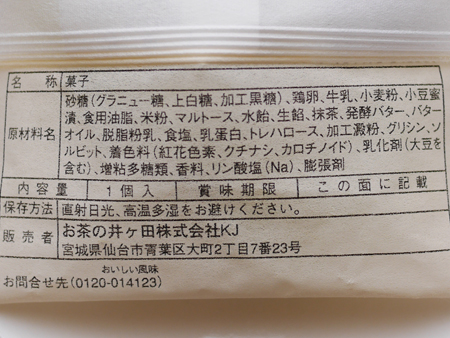 名称 菓子
原材料名 砂糖(グラニュー糖、上白糖、加工黒糖)、鶏卵、牛乳、小麦粉、小豆蜜
漬、食用油脂、米粉、マルトース、水飴、生餡、抹茶、発酵バター、バター
オイル、脱脂粉乳、食塩、乳蛋白、トレハロース、加工澱粉、グリシン、ソ
ルビット、着色料(紅花色素、クチナシ、カロチノイド)、乳化剤(大豆を
含む)、増粘多糖類、香料、リン酸塩(Na)、膨張剤
内容量 1個入 賞味期限 この面に記載
保存方法 直射日光、高温多湿をお避けください。
販売者 お茶の井ヶ田株式会社KJ
宮城県仙台市青葉区大町2丁目7番23号
おいしい風味
お問合せ先(0120-014123)